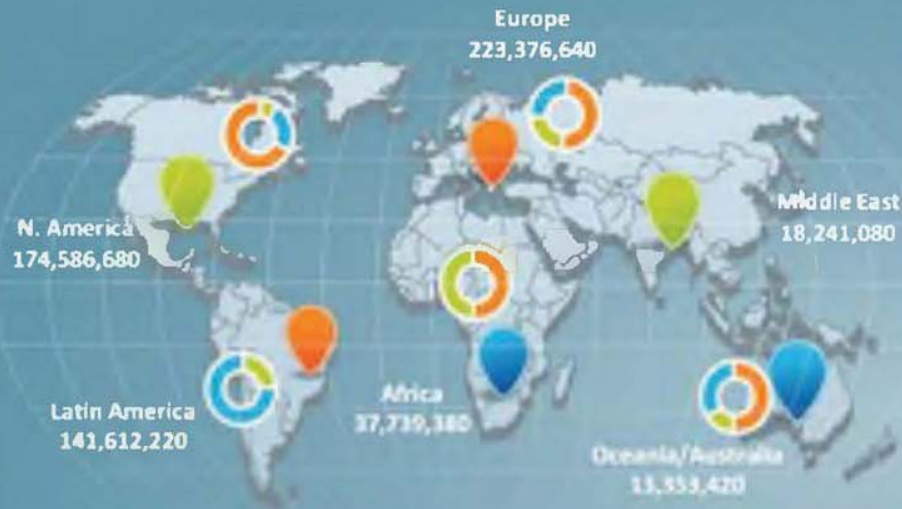 Europe
223,376,640
N. America
174,586,680
Middle East
18,241,080
Latin America
141,612,220
Africa
37,739,380
Oceania/Australia
13,353,420